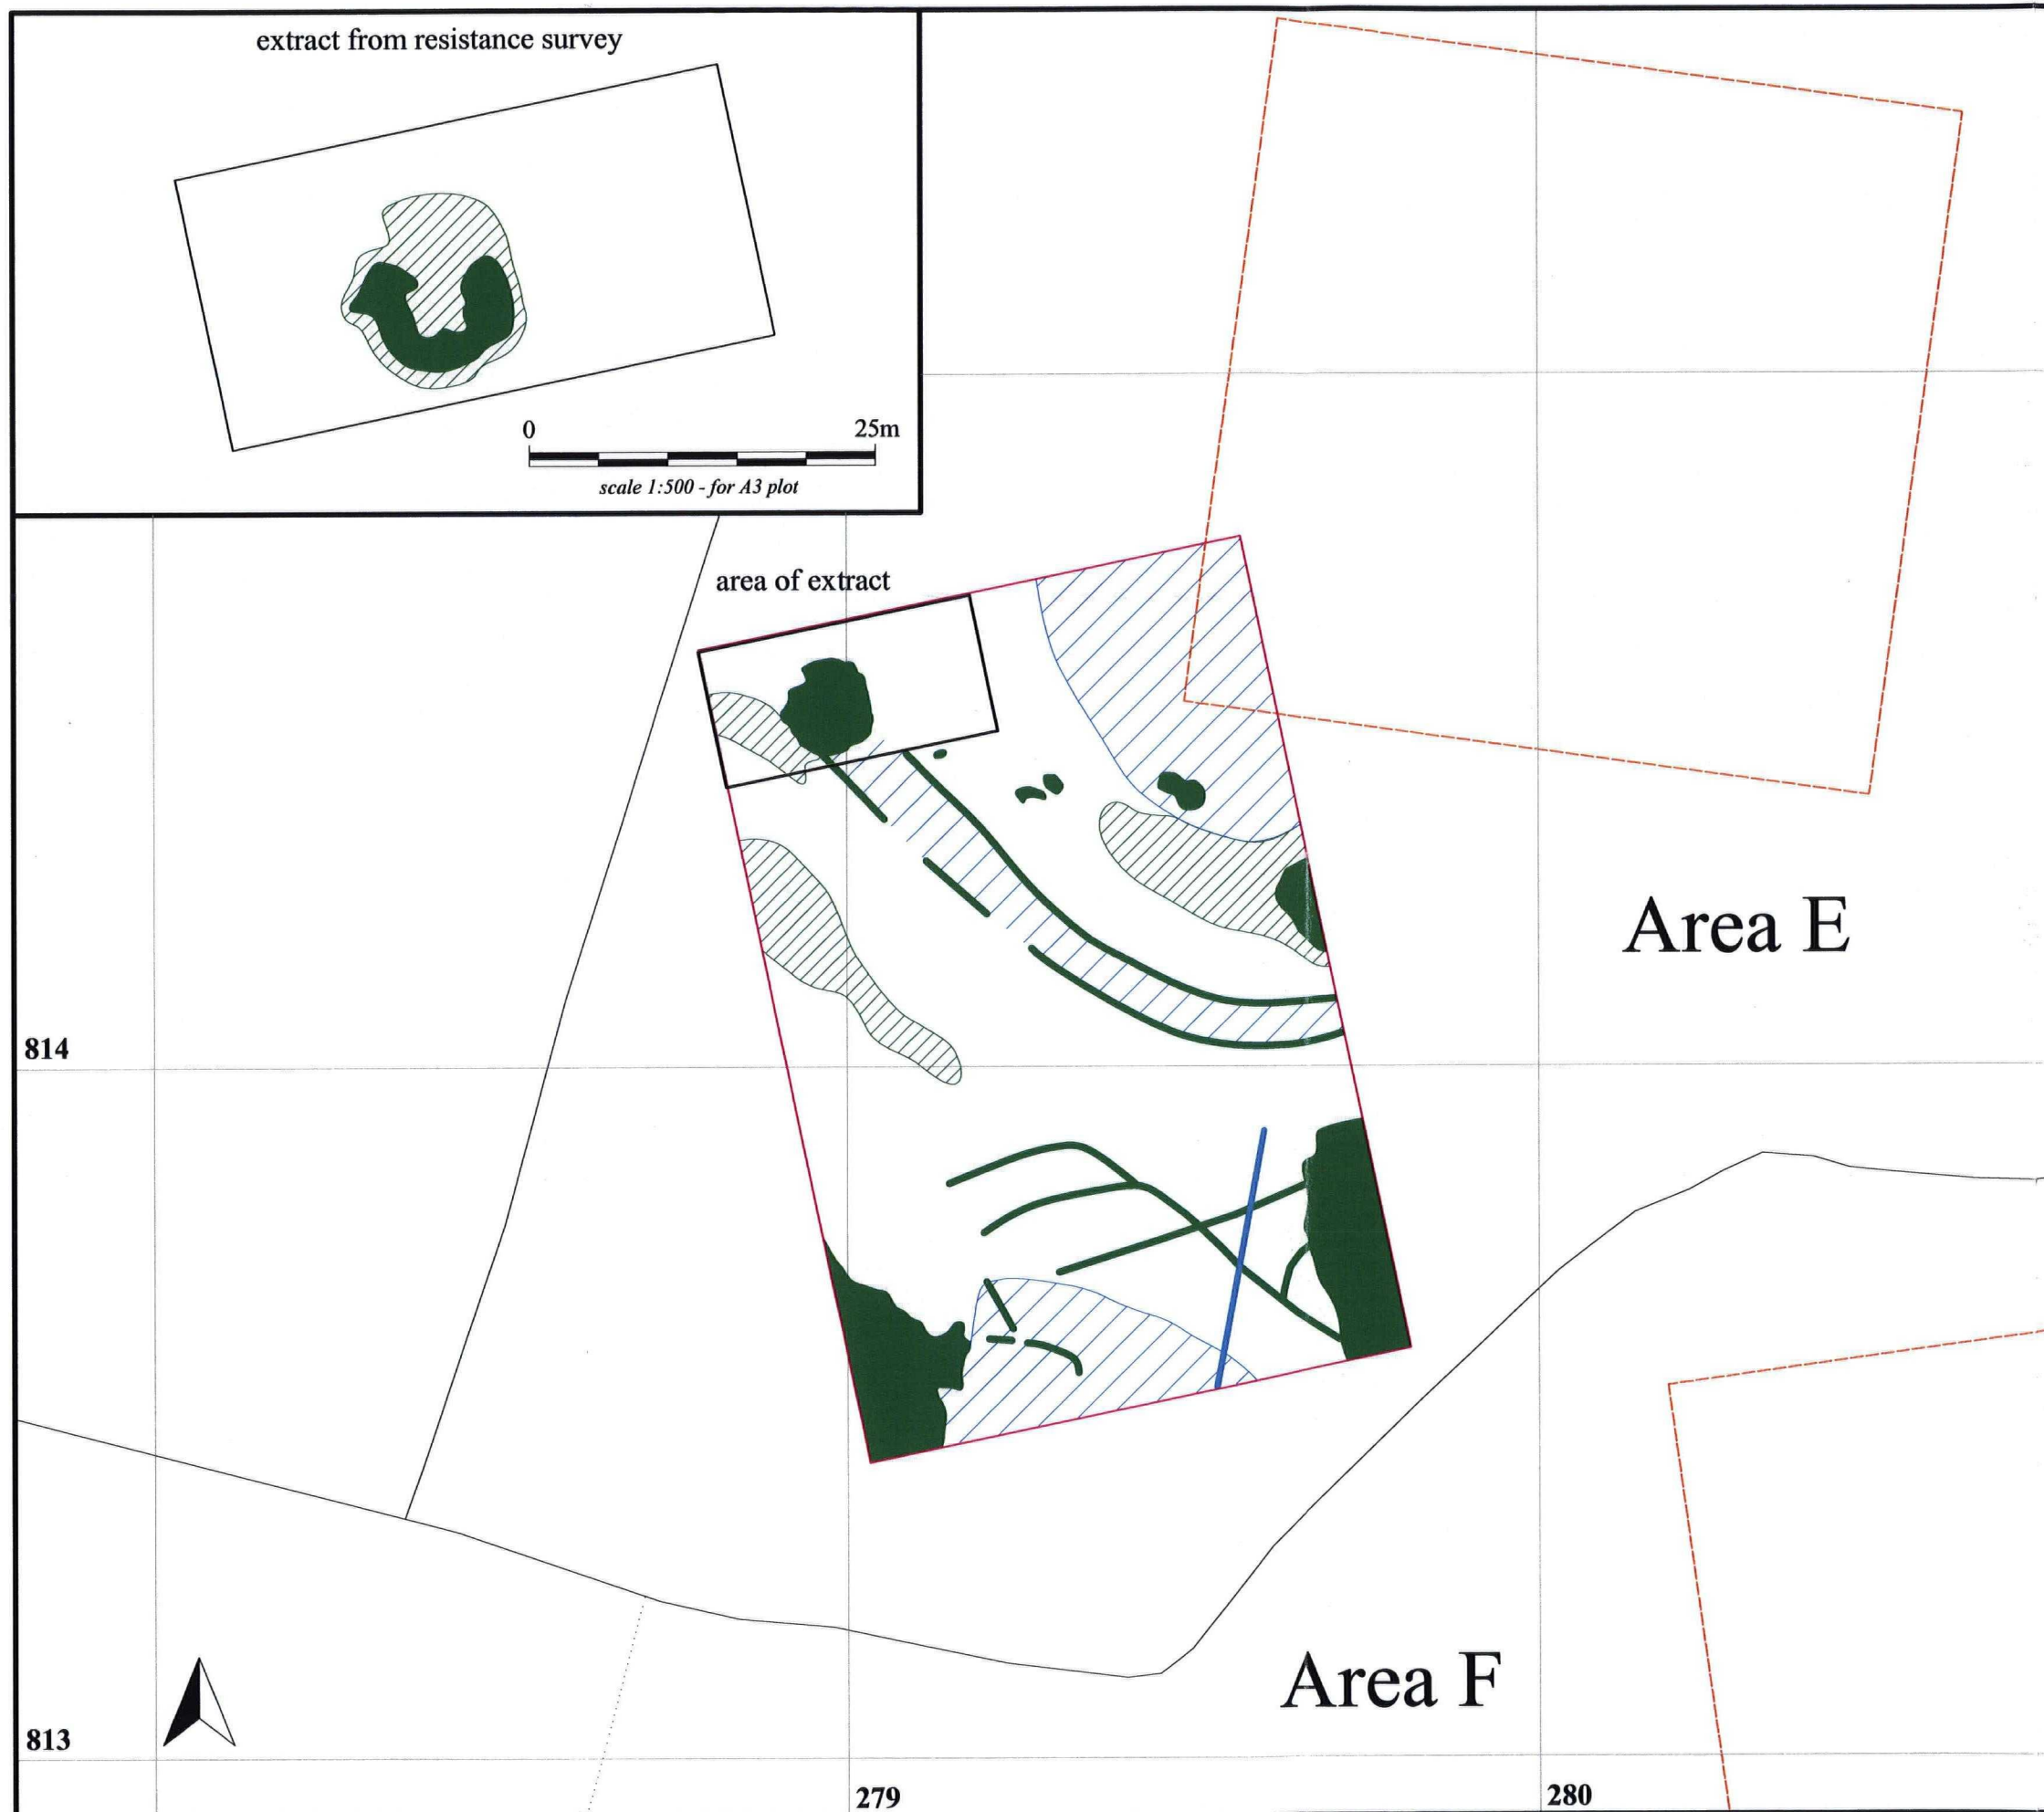 extract from resistance survey
0 25m
scale 1:500 - for A3 plot
area of extract
Area E
814
Area F
813
279 280